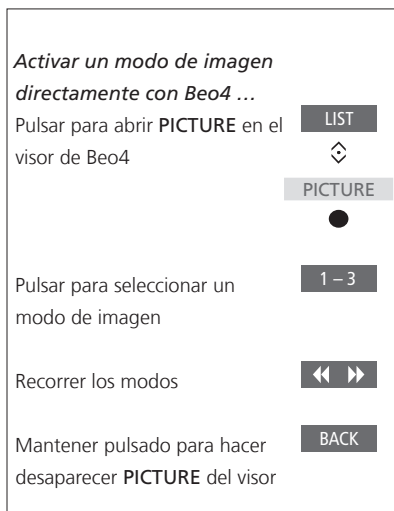 Activar un modo de imagen
directamente con Beo4 …
Pulsar para abrir PICTURE en el
visor de Beo4
LIST
PICTURE
Pulsar para seleccionar un
modo de imagen
1 – 3
Recorrer los modos
Mantener pulsado para hacer
desaparecer PICTURE del visor
BACK